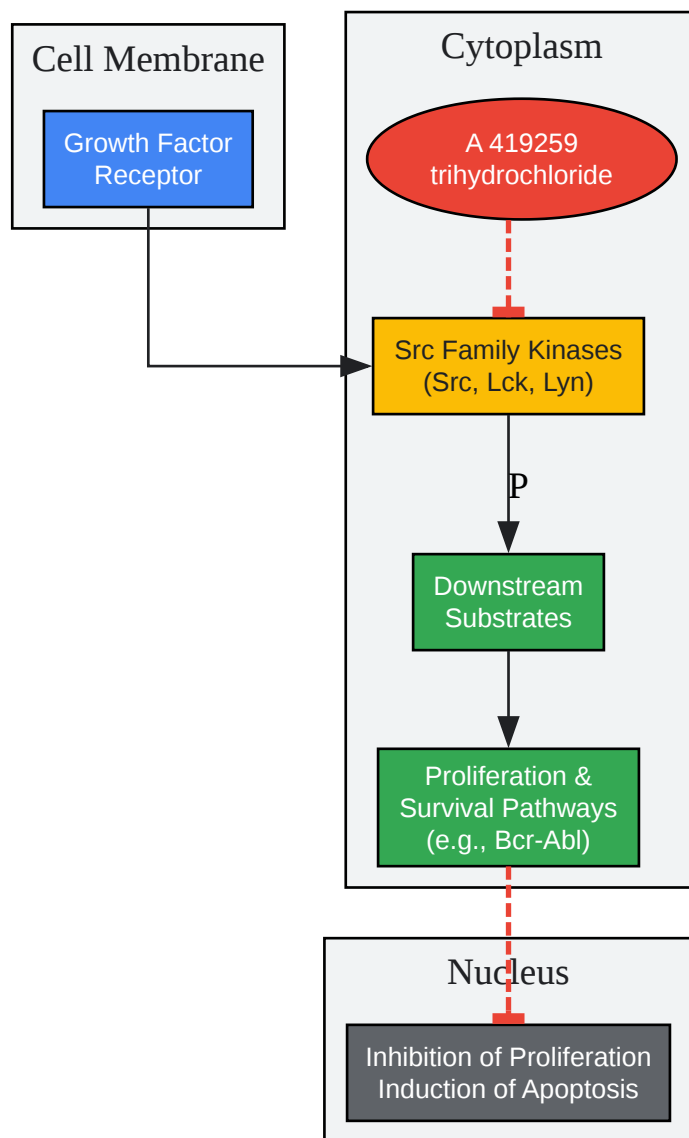 Cell Membrane
Growth Factor
Receptor
Cytoplasm
A 419259
trihydrochloride
Src Family Kinases
(Src, Lck, Lyn)
P
Downstream
Substrates
Proliferation &
Survival Pathways
(e.g., Bcr-Abl)
Nucleus
Inhibition of Proliferation
Induction of Apoptosis